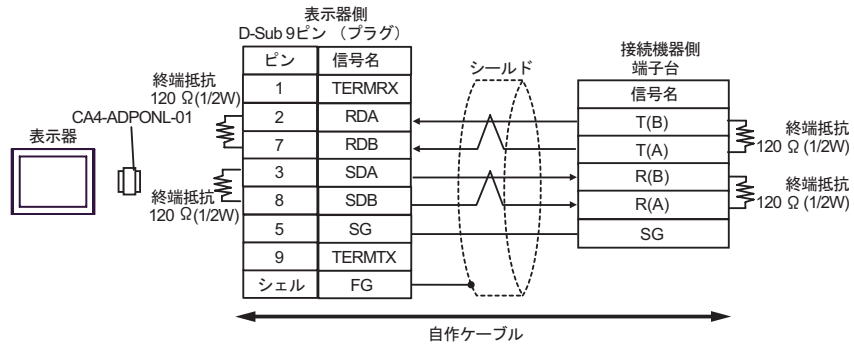 表示器側
D-Sub 9ピン （プラグ）
ピン 信号名
1 TERMRX
2 RDA
7 RDB
3 SDA
8 SDB
5 SG
9 TERMTX
シェル FG
終端抵抗
120 Ω(1/2W)
CA4-ADPONL-01
表示器
終端抵抗
120 Ω(1/2W)
シールド
接続機器側
端子台
信号名
T(B)
T(A)
R(B)
R(A)
SG
終端抵抗
120 Ω (1/2W)
終端抵抗
120 Ω (1/2W)
自作ケーブル